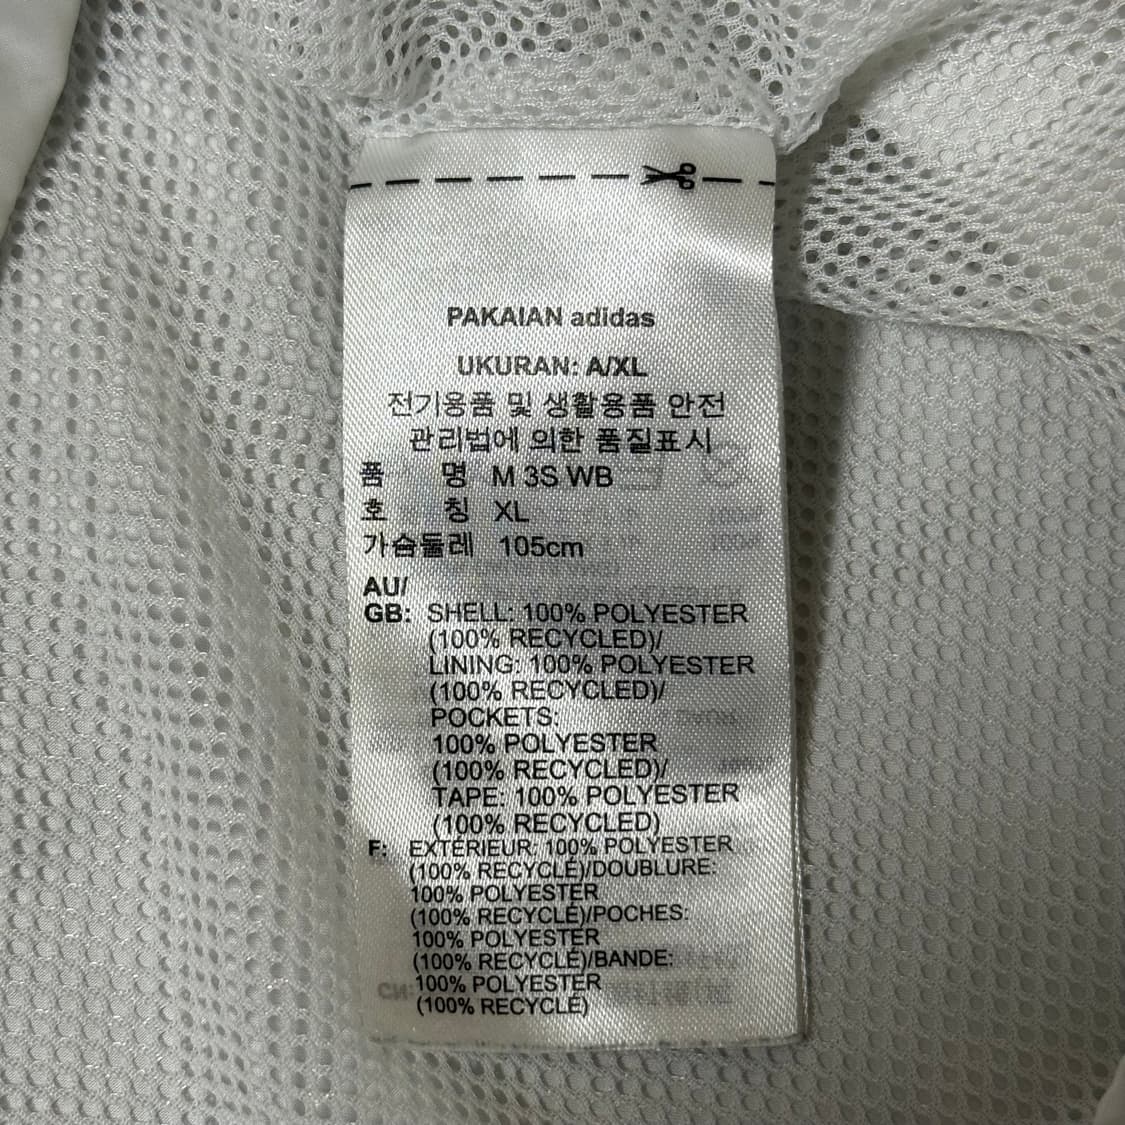 PAKAIAN adidas
UKURAN: A/XL
전기용품 및 생활용품 안전
관리법에 의한 품질표시
품 명 M 3S WB
호 칭 XL
가슴둘레 105cm
AU/
GB: SHELL: 100% POLYESTER
(100% RECYCLED)/
LINING: 100% POLYESTER
(100% RECYCLED)/
POCKETS:
100% POLYESTER
(100% RECYCLED)/
TAPE: 100% POLYESTER
(100% RECYCLED)
F: EXTÉRIEUR: 100% POLYESTER
(100% RECYCLÉ)/DOUBLURE:
100% POLYESTER
(100% RECYCLÉ)/POCHES:
100% POLYESTER
(100% RECYCLÉ)/BANDE:
100% POLYESTER
(100% RECYCLÉ)